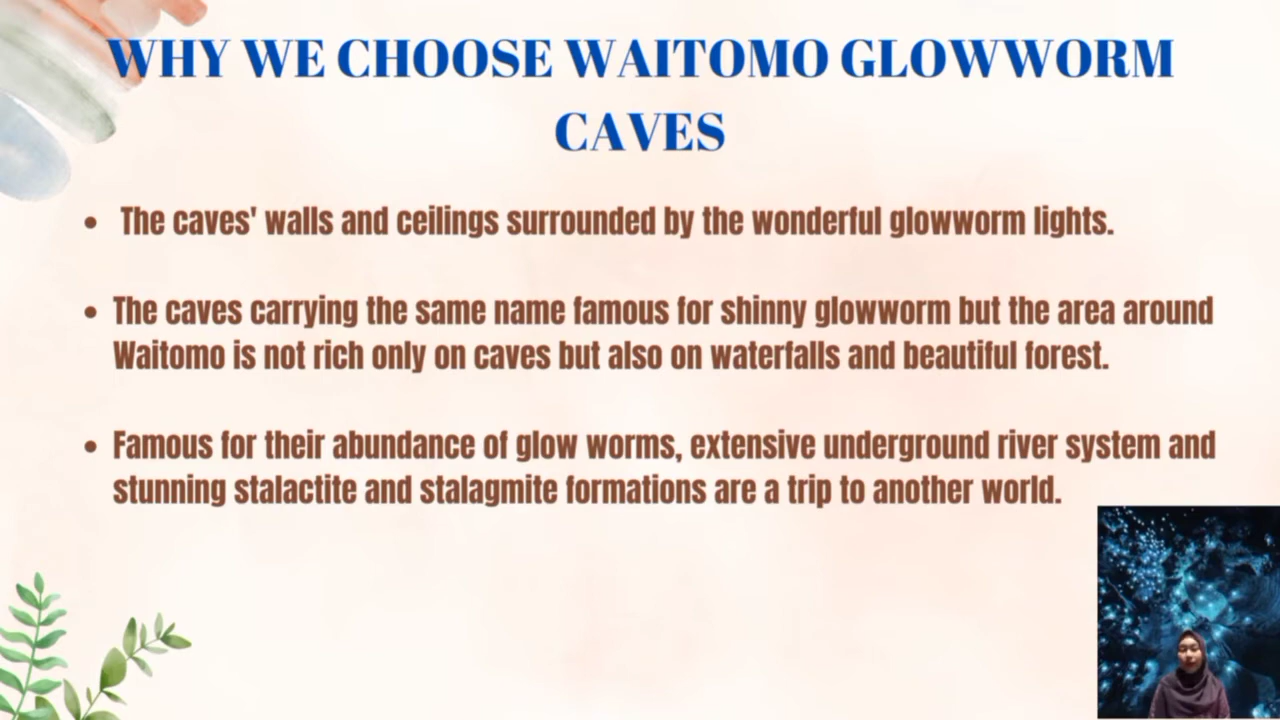 WHY WE CHOOSE WAITOMO GLOWWORM
CAVES
• The caves' walls and ceilings surrounded by the wonderful glowworm lights.
• The caves carrying the same name famous for shinny glowworm but the area around
Waitomo is not rich only on caves but also on waterfalls and beautiful forest.
• Famous for their abundance of glow worms, extensive underground river system and
stunning stalactite and stalagmite formations are a trip to another world.